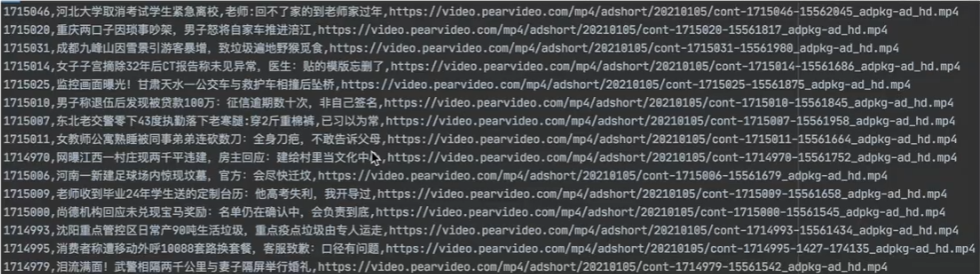 1715046,河北大学取消考试学生紧急离校,老师:回不了家的到老师家过年,https://video.pearvideo.com/mp4/adshort/20210105/cont-1715046-15562045_adpkg-ad_hd.mp4
1715020,重庆两口子因琐事吵架，男子怒将自家车推进涪江,https://video.pearvideo.com/mp4/adshort/20210105/cont-1715020-15561817_adpkg-ad_hd.mp4
1715031,成都九峰山因雪景引游客暴增，致垃圾遍地野猴觅食,https://video.pearvideo.com/mp4/adshort/20210105/cont-1715031-15561980_adpkg-ad_hd.mp4
1715014,女子子宫摘除32年后CT报告称未见异常，医生：贴的模版忘删了,https://video.pearvideo.com/mp4/adshort/20210105/cont-1715014-15561686_adpkg-ad_hd.mp4
1715025,监控画面曝光！甘肃天水一公交车与救护车相撞后坠桥,https://video.pearvideo.com/mp4/adshort/20210105/cont-1715025-15561875_adpkg-ad_hd.mp4
1715010,男子称退伍后发现被贷款100万：征信逾期数十次，非自己签名,https://video.pearvideo.com/mp4/adshort/20210105/cont-1715010-15561845_adpkg-ad_hd.mp4
1715007,东北老交警零下43度执勤落下老寒腿:穿2斤重棉裤,已习以为常,https://video.pearvideo.com/mp4/adshort/20210105/cont-1715007-15561958_adpkg-ad_hd.mp4
1715011,女教师公寓熟睡被同事弟弟连砍数刀：全身刀疤，不敢告诉父母,https://video.pearvideo.com/mp4/adshort/20210105/cont-1715011-15561664_adpkg-ad_hd.mp4
1714970,网曝江西一村庄现两千平违建，房主回应：建给村里当文化中心,https://video.pearvideo.com/mp4/adshort/20210105/cont-1714970-15561752_adpkg-ad_hd.mp4
1715006,河南一新建足球场内惊现坟墓，官方：会尽快迁坟,https://video.pearvideo.com/mp4/adshort/20210105/cont-1715006-15561679_adpkg-ad_hd.mp4
1715009,老师收到毕业24年学生送的定制台历：他高考失利，我开导过,https://video.pearvideo.com/mp4/adshort/20210105/cont-1715009-15561658_adpkg-ad_hd.mp4
1715000,尚德机构回应未兑现宝马奖励：名单仍在确认中，会负责到底,https://video.pearvideo.com/mp4/adshort/20210105/cont-1715000-15561545_adpkg-ad_hd.mp4
1714993,沈阳重点管控区日常产90吨生活垃圾，重点疫点垃圾由专人运走,https://video.pearvideo.com/mp4/adshort/20210105/cont-1714993-15561434_adpkg-ad_hd.mp4
1714995,消费者称遭移动外呼10088套路换套餐，客服致歉：口径有问题,https://video.pearvideo.com/mp4/adshort/20210105/cont-1714995-1427-174135_adpkg-ad_hd.mp4
1714979,泪流满面！武警相隔两千公里与妻子隔屏举行婚礼,https://video.pearvideo.com/mp4/adshort/20210105/cont-1714979-15561542_adpkg-ad_hd.mp4